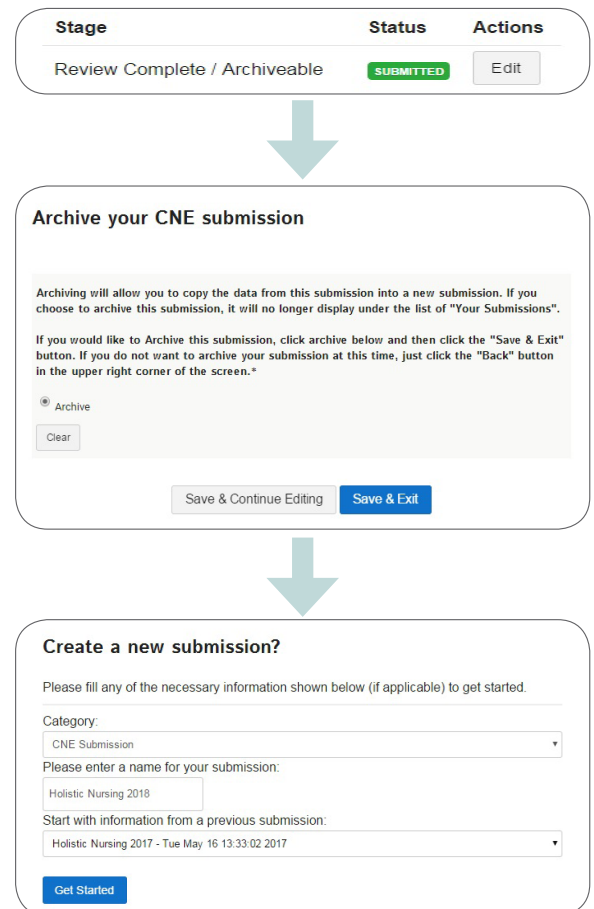 Stage Status Actions
Review Complete / Archiveable SUBMITTED Edit
Archive your CNE submission
Archiving will allow you to copy the data from this submission into a new submission. If you
choose to archive this submission, it will no longer display under the list of "Your Submissions".
If you would like to Archive this submission, click archive below and then click the "Save & Exit"
button. If you do not want to archive your submission at this time, just click the "Back" button
in the upper right corner of the screen.*
Archive
Clear
Save & Continue Editing Save & Exit
Create a new submission?
Please fill any of the necessary information shown below (if applicable) to get started.
Category:
CNE Submission
Please enter a name for your submission:
Holistic Nursing 2018
Start with information from a previous submission:
Holistic Nursing 2017 - Tue May 16 13:33:02 2017
Get Started